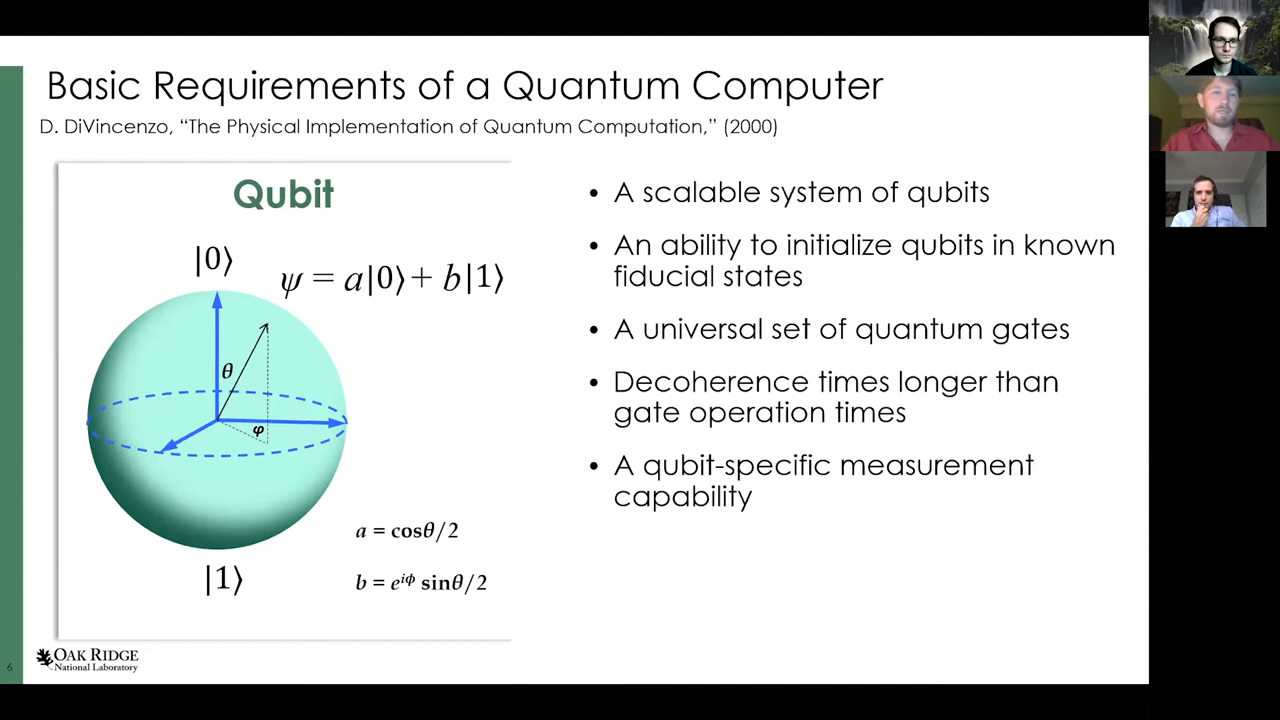 Basic Requirements of a Quantum Computer
D. DiVincenzo, “The Physical Implementation of Quantum Computation,” (2000)
Qubit
|0⟩
ψ = a|0⟩ + b|1⟩
θ
φ
a = cosθ/2
|1⟩
b = e^{iϕ} sinθ/2
• A scalable system of qubits
• An ability to initialize qubits in known
fiducial states
• A universal set of quantum gates
• Decoherence times longer than
gate operation times
• A qubit-specific measurement
capability
6
OAK RIDGE
National Laboratory